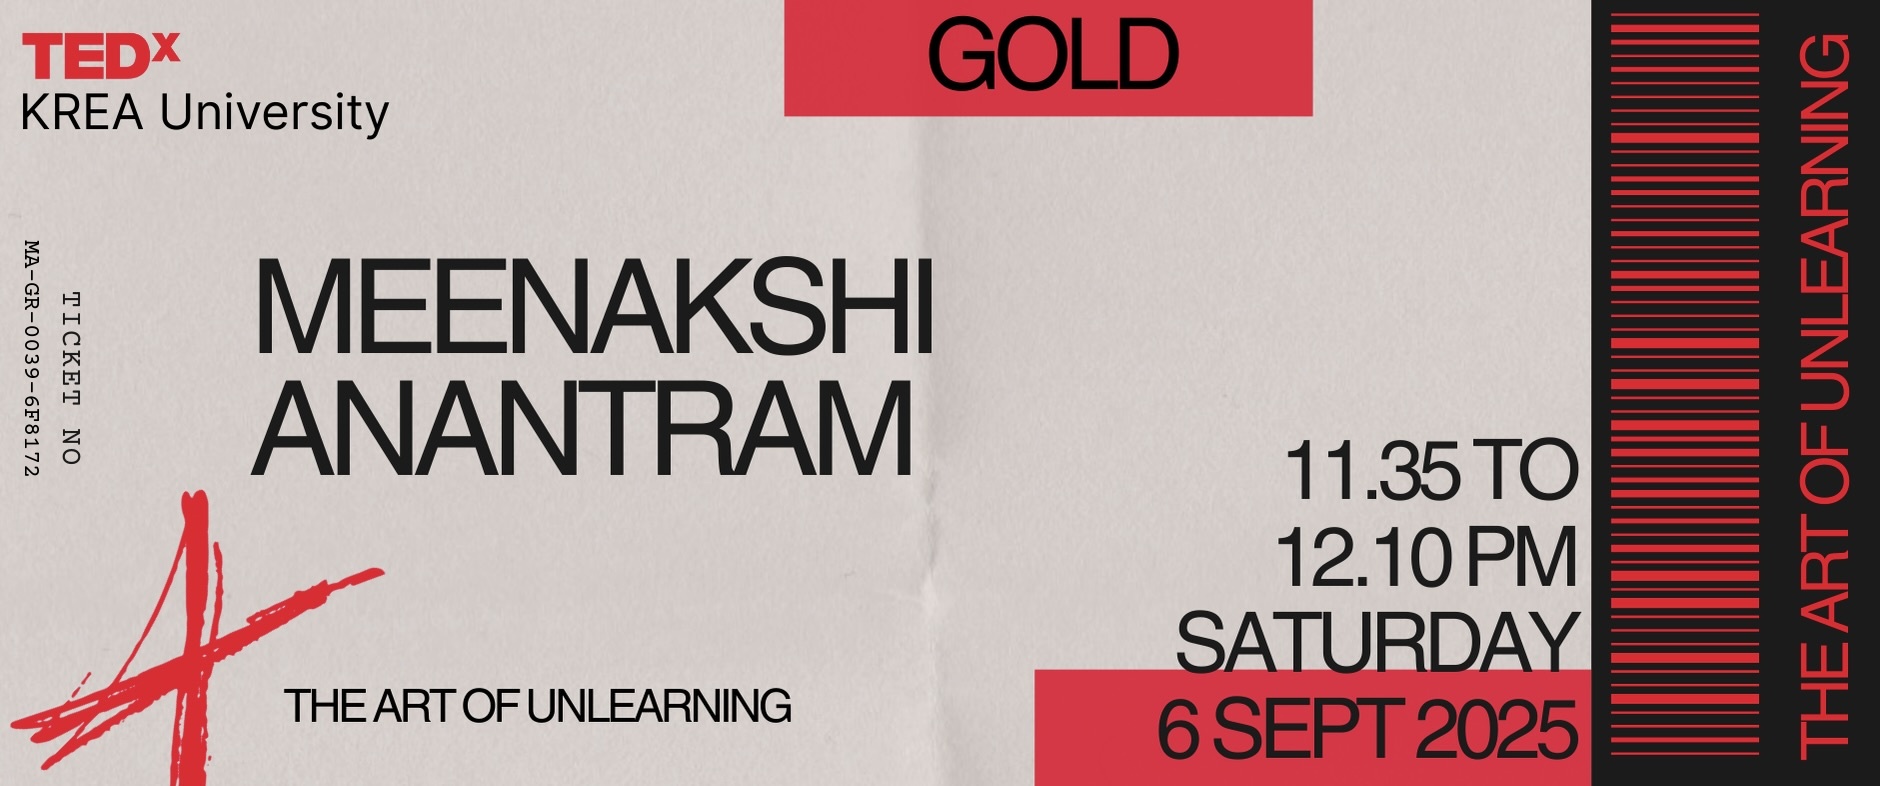 TEDx
KREA University
GOLD
MA-GR-0039-6F8172
TICKET NO
MEENAKSHI
ANANTRAM
11.35 TO
12.10 PM
SATURDAY
6 SEPT 2025
THE ART OF UNLEARNING
THE ART OF UNLEARNING